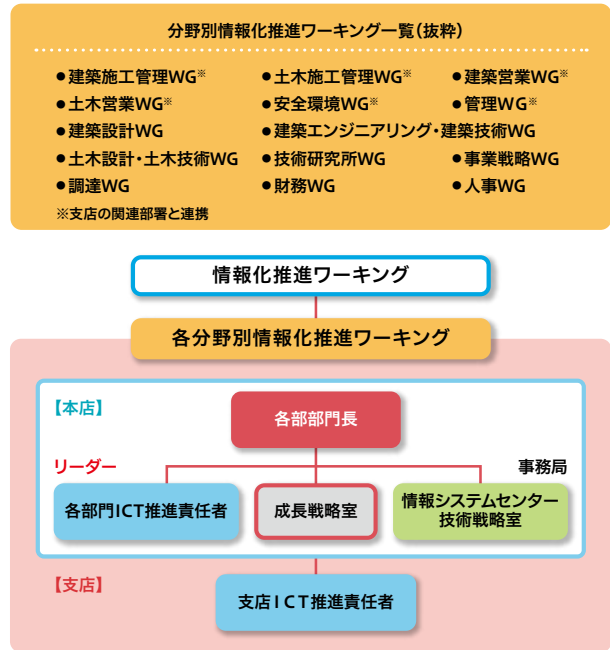 分野別情報化推進ワーキング一覧（抜粋）
●建築施工管理WG※ ●土木施工管理WG※ ●建築営業WG※
●土木営業WG※ ●安全環境WG※ ●管理WG※
●建築設計WG ●建築エンジニアリング・建築技術WG
●土木設計・土木技術WG ●技術研究所WG ●事業戦略WG
●調達WG ●財務WG ●人事WG
※支店の関連部署と連携
情報化推進ワーキング
各分野別情報化推進ワーキング
【本店】
各部部門長
リーダー 事務局
各部門ICT推進責任者 成長戦略室 情報システムセンター
技術戦略室
【支店】
支店ICT推進責任者